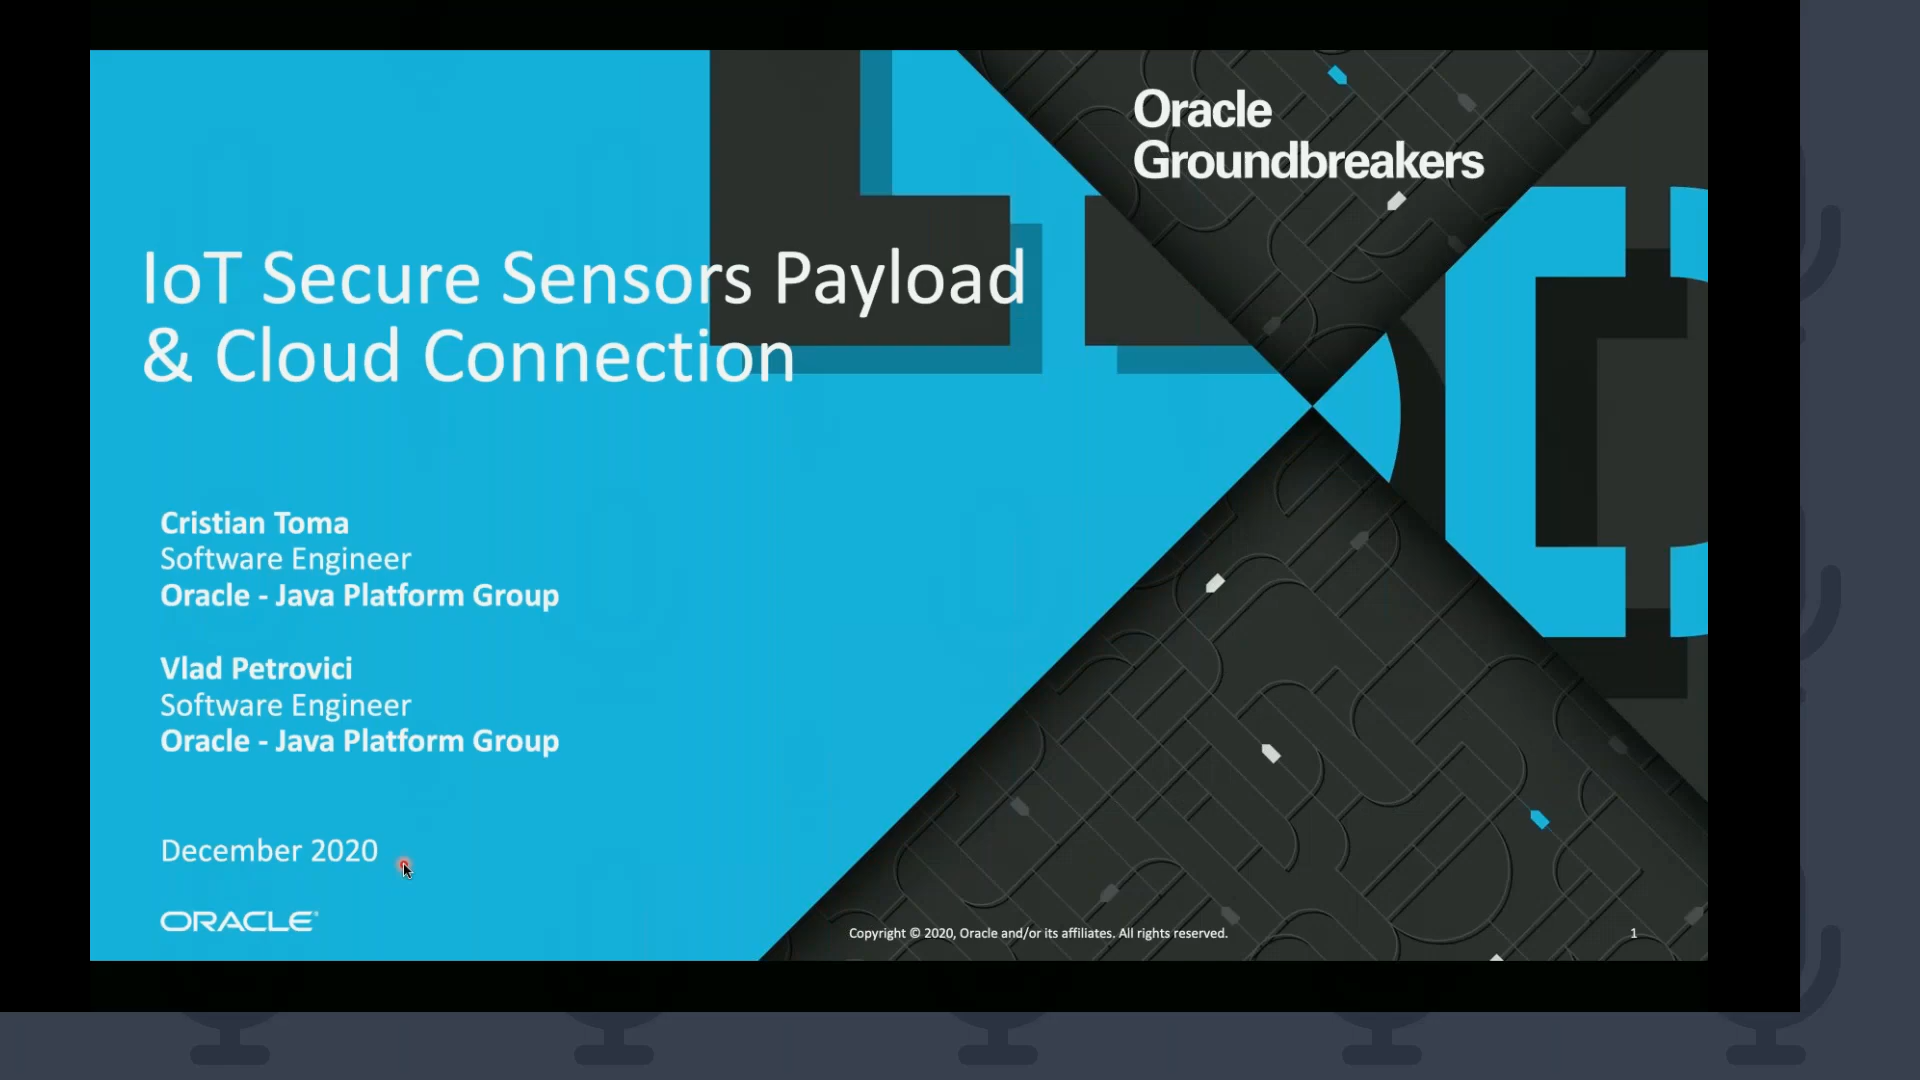 Oracle
Groundbreakers
IoT Secure Sensors Payload
& Cloud Connection
Cristian Toma
Software Engineer
Oracle - Java Platform Group
Vlad Petrovici
Software Engineer
Oracle - Java Platform Group
December 2020
ORACLE®
Copyright © 2020, Oracle and/or its affiliates. All rights reserved.
1